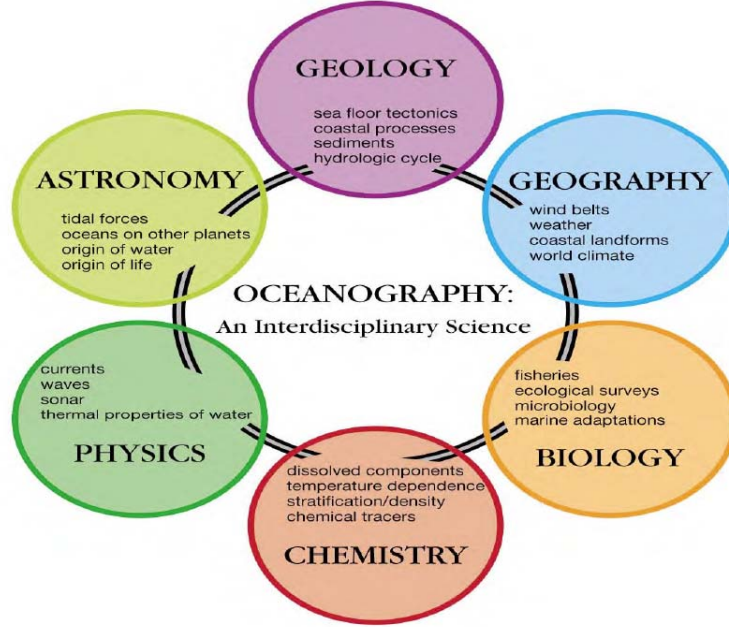 GEOLOGY
sea floor tectonics
coastal processes
sediments
hydrologic cycle
ASTRONOMY
tidal forces
oceans on other planets
origin of water
origin of life
GEOGRAPHY
wind belts
weather
coastal landforms
world climate
OCEANOGRAPHY:
An Interdisciplinary Science
currents
waves
sonar
thermal properties of water
PHYSICS
fisheries
ecological surveys
microbiology
marine adaptations
BIOLOGY
dissolved components
temperature dependence
stratification/density
chemical tracers
CHEMISTRY